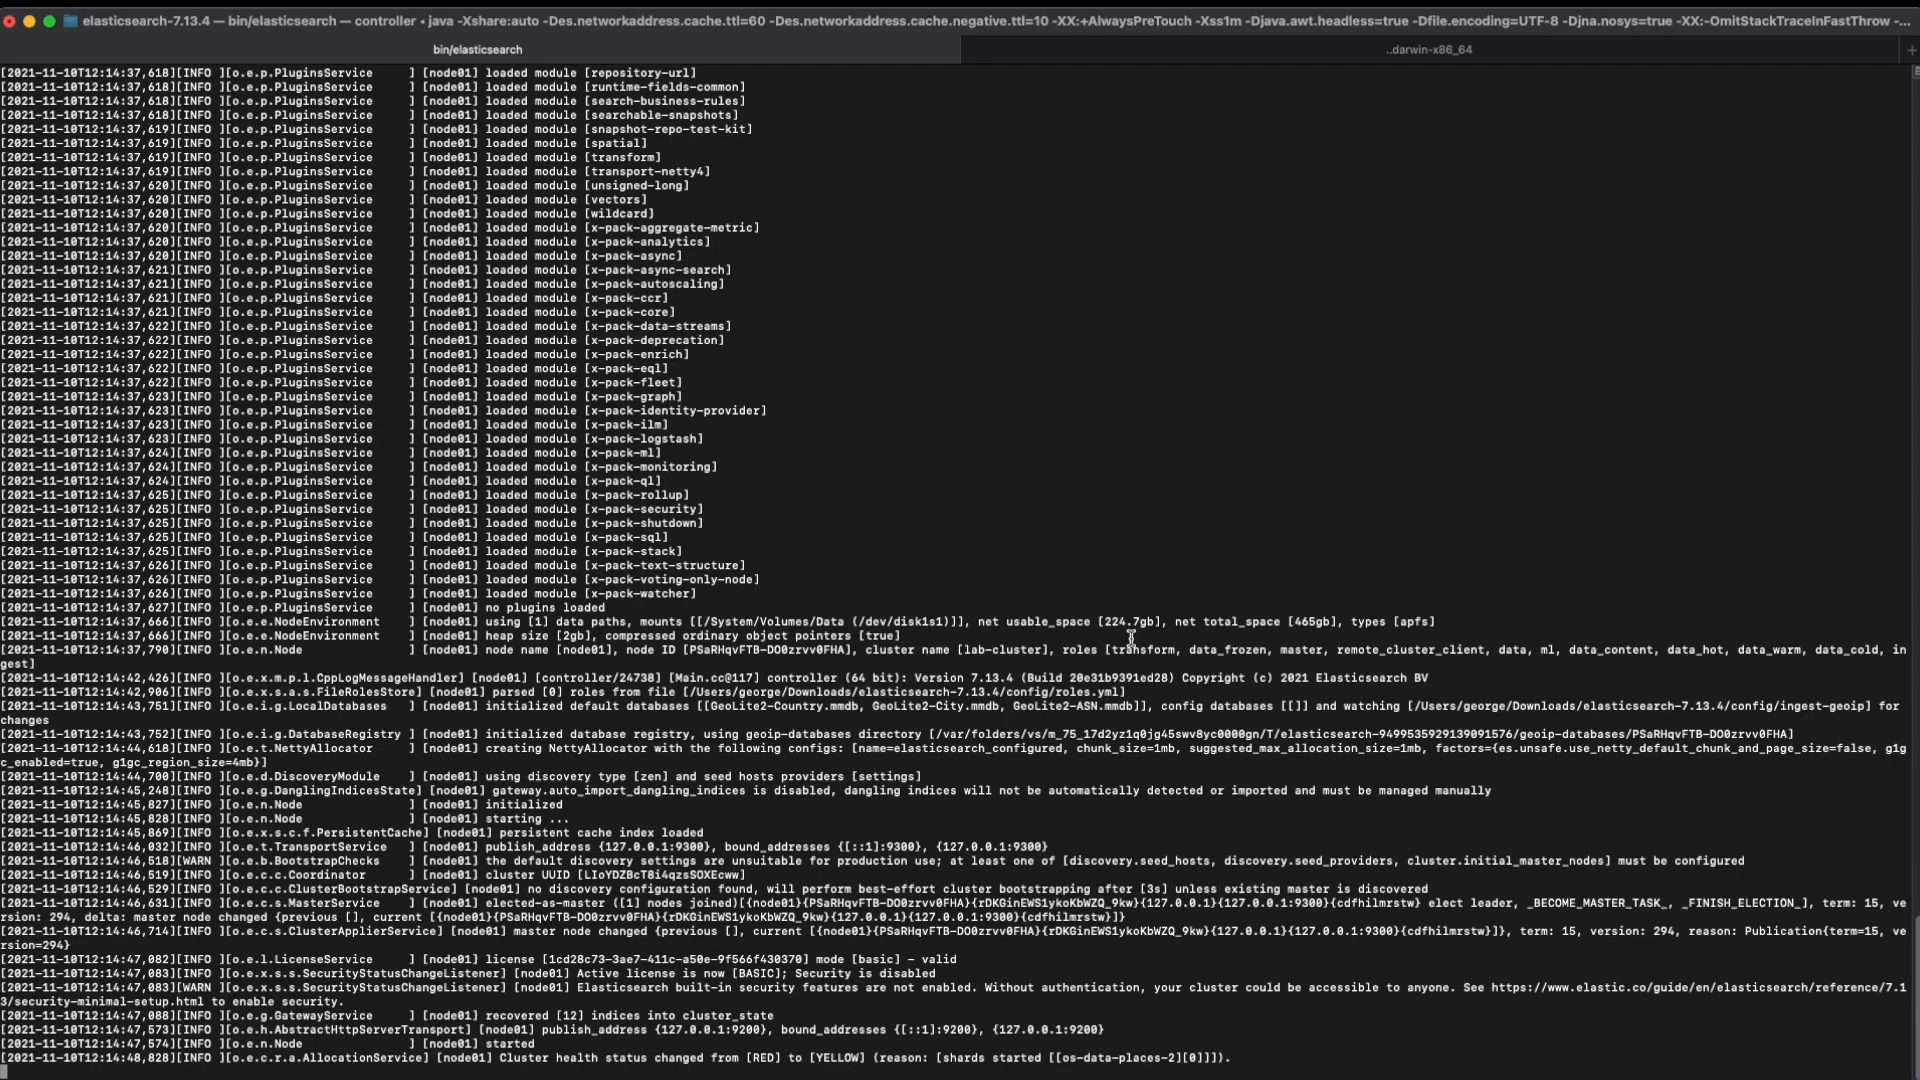 elasticsearch-7.13.4 — bin/elasticsearch — controller ◂ java -Xshare:auto -Des.networkaddress.cache.ttl=60 -Des.networkaddress.cache.negative.ttl=10 -XX:+AlwaysPreTouch -Xss1m -Djava.awt.headless=true -Dfile.encoding=UTF-8 -Djna.nosys=true -XX:-OmitStackTraceInFastThrow -...
bin/elasticsearch ..darwin-x86_64 +
[2021-11-10T12:14:37,618][INFO ][o.e.p.PluginsService     ] [node01] loaded module [repository-url]
[2021-11-10T12:14:37,618][INFO ][o.e.p.PluginsService     ] [node01] loaded module [runtime-fields-common]
[2021-11-10T12:14:37,618][INFO ][o.e.p.PluginsService     ] [node01] loaded module [search-business-rules]
[2021-11-10T12:14:37,618][INFO ][o.e.p.PluginsService     ] [node01] loaded module [searchable-snapshots]
[2021-11-10T12:14:37,619][INFO ][o.e.p.PluginsService     ] [node01] loaded module [snapshot-repo-test-kit]
[2021-11-10T12:14:37,619][INFO ][o.e.p.PluginsService     ] [node01] loaded module [spatial]
[2021-11-10T12:14:37,619][INFO ][o.e.p.PluginsService     ] [node01] loaded module [transform]
[2021-11-10T12:14:37,619][INFO ][o.e.p.PluginsService     ] [node01] loaded module [transport-netty4]
[2021-11-10T12:14:37,620][INFO ][o.e.p.PluginsService     ] [node01] loaded module [unsigned-long]
[2021-11-10T12:14:37,620][INFO ][o.e.p.PluginsService     ] [node01] loaded module [vectors]
[2021-11-10T12:14:37,620][INFO ][o.e.p.PluginsService     ] [node01] loaded module [wildcard]
[2021-11-10T12:14:37,620][INFO ][o.e.p.PluginsService     ] [node01] loaded module [x-pack-aggregate-metric]
[2021-11-10T12:14:37,620][INFO ][o.e.p.PluginsService     ] [node01] loaded module [x-pack-analytics]
[2021-11-10T12:14:37,620][INFO ][o.e.p.PluginsService     ] [node01] loaded module [x-pack-async]
[2021-11-10T12:14:37,621][INFO ][o.e.p.PluginsService     ] [node01] loaded module [x-pack-async-search]
[2021-11-10T12:14:37,621][INFO ][o.e.p.PluginsService     ] [node01] loaded module [x-pack-autoscaling]
[2021-11-10T12:14:37,621][INFO ][o.e.p.PluginsService     ] [node01] loaded module [x-pack-ccr]
[2021-11-10T12:14:37,621][INFO ][o.e.p.PluginsService     ] [node01] loaded module [x-pack-core]
[2021-11-10T12:14:37,622][INFO ][o.e.p.PluginsService     ] [node01] loaded module [x-pack-data-streams]
[2021-11-10T12:14:37,622][INFO ][o.e.p.PluginsService     ] [node01] loaded module [x-pack-deprecation]
[2021-11-10T12:14:37,622][INFO ][o.e.p.PluginsService     ] [node01] loaded module [x-pack-enrich]
[2021-11-10T12:14:37,622][INFO ][o.e.p.PluginsService     ] [node01] loaded module [x-pack-eql]
[2021-11-10T12:14:37,622][INFO ][o.e.p.PluginsService     ] [node01] loaded module [x-pack-fleet]
[2021-11-10T12:14:37,623][INFO ][o.e.p.PluginsService     ] [node01] loaded module [x-pack-graph]
[2021-11-10T12:14:37,623][INFO ][o.e.p.PluginsService     ] [node01] loaded module [x-pack-identity-provider]
[2021-11-10T12:14:37,623][INFO ][o.e.p.PluginsService     ] [node01] loaded module [x-pack-ilm]
[2021-11-10T12:14:37,623][INFO ][o.e.p.PluginsService     ] [node01] loaded module [x-pack-logstash]
[2021-11-10T12:14:37,624][INFO ][o.e.p.PluginsService     ] [node01] loaded module [x-pack-ml]
[2021-11-10T12:14:37,624][INFO ][o.e.p.PluginsService     ] [node01] loaded module [x-pack-monitoring]
[2021-11-10T12:14:37,624][INFO ][o.e.p.PluginsService     ] [node01] loaded module [x-pack-ql]
[2021-11-10T12:14:37,625][INFO ][o.e.p.PluginsService     ] [node01] loaded module [x-pack-rollup]
[2021-11-10T12:14:37,625][INFO ][o.e.p.PluginsService     ] [node01] loaded module [x-pack-security]
[2021-11-10T12:14:37,625][INFO ][o.e.p.PluginsService     ] [node01] loaded module [x-pack-shutdown]
[2021-11-10T12:14:37,625][INFO ][o.e.p.PluginsService     ] [node01] loaded module [x-pack-sql]
[2021-11-10T12:14:37,625][INFO ][o.e.p.PluginsService     ] [node01] loaded module [x-pack-stack]
[2021-11-10T12:14:37,626][INFO ][o.e.p.PluginsService     ] [node01] loaded module [x-pack-text-structure]
[2021-11-10T12:14:37,626][INFO ][o.e.p.PluginsService     ] [node01] loaded module [x-pack-voting-only-node]
[2021-11-10T12:14:37,626][INFO ][o.e.p.PluginsService     ] [node01] loaded module [x-pack-watcher]
[2021-11-10T12:14:37,627][INFO ][o.e.p.PluginsService     ] [node01] no plugins loaded
[2021-11-10T12:14:37,666][INFO ][o.e.e.NodeEnvironment    ] [node01] using [1] data paths, mounts [[/System/Volumes/Data (/dev/disk1s1)]], net usable_space [224.7gb], net total_space [465gb], types [apfs]
[2021-11-10T12:14:37,666][INFO ][o.e.e.NodeEnvironment    ] [node01] heap size [2gb], compressed ordinary object pointers [true]
[2021-11-10T12:14:37,790][INFO ][o.e.n.Node               ] [node01] node name [node01], node ID [PSaRHqvFTB-DO0zrvv0FHA], cluster name [lab-cluster], roles [transform, data_frozen, master, remote_cluster_client, data, ml, data_content, data_hot, data_warm, data_cold, in
gest]
[2021-11-10T12:14:42,426][INFO ][o.e.x.m.p.l.CppLogMessageHandler] [node01] [controller/24738] [Main.cc@117] controller (64 bit): Version 7.13.4 (Build 20e31b9391ed28) Copyright (c) 2021 Elasticsearch BV
[2021-11-10T12:14:42,906][INFO ][o.e.x.s.a.s.FileRolesStore] [node01] parsed [0] roles from file [/Users/george/Downloads/elasticsearch-7.13.4/config/roles.yml]
[2021-11-10T12:14:43,751][INFO ][o.e.i.g.LocalDatabases   ] [node01] initialized default databases [[GeoLite2-Country.mmdb, GeoLite2-City.mmdb, GeoLite2-ASN.mmdb]], config databases [[]] and watching [/Users/george/Downloads/elasticsearch-7.13.4/config/ingest-geoip] for
changes
[2021-11-10T12:14:43,752][INFO ][o.e.i.g.DatabaseRegistry ] [node01] initialized database registry, using geoip-databases directory [/var/folders/vs/m_75_17d2yz1q0jg45swv8yc0000gn/T/elasticsearch-9499535929139091576/geoip-databases/PSaRHqvFTB-DO0zrvv0FHA]
[2021-11-10T12:14:44,618][INFO ][o.e.t.NettyAllocator     ] [node01] creating NettyAllocator with the following configs: [name=elasticsearch_configured, chunk_size=1mb, suggested_max_allocation_size=1mb, factors={es.unsafe.use_netty_default_chunk_and_page_size=false, g1g
c_enabled=true, g1gc_region_size=4mb}]
[2021-11-10T12:14:44,700][INFO ][o.e.d.DiscoveryModule    ] [node01] using discovery type [zen] and seed hosts providers [settings]
[2021-11-10T12:14:45,248][INFO ][o.e.g.DanglingIndicesState] [node01] gateway.auto_import_dangling_indices is disabled, dangling indices will not be automatically detected or imported and must be managed manually
[2021-11-10T12:14:45,827][INFO ][o.e.n.Node               ] [node01] initialized
[2021-11-10T12:14:45,828][INFO ][o.e.n.Node               ] [node01] starting ...
[2021-11-10T12:14:45,869][INFO ][o.e.x.s.c.f.PersistentCache] [node01] persistent cache index loaded
[2021-11-10T12:14:46,032][INFO ][o.e.t.TransportService   ] [node01] publish_address {127.0.0.1:9300}, bound_addresses {[::1]:9300}, {127.0.0.1:9300}
[2021-11-10T12:14:46,518][WARN ][o.e.b.BootstrapChecks    ] [node01] the default discovery settings are unsuitable for production use; at least one of [discovery.seed_hosts, discovery.seed_providers, cluster.initial_master_nodes] must be configured
[2021-11-10T12:14:46,519][INFO ][o.e.c.c.Coordinator      ] [node01] cluster UUID [LIoYDZBcT8i4qzsSOXEcww]
[2021-11-10T12:14:46,529][INFO ][o.e.c.c.ClusterBootstrapService] [node01] no discovery configuration found, will perform best-effort cluster bootstrapping after [3s] unless existing master is discovered
[2021-11-10T12:14:46,631][INFO ][o.e.c.s.MasterService    ] [node01] elected-as-master ([1] nodes joined)[{node01}{PSaRHqvFTB-DO0zrvv0FHA}{rDKGinEWS1ykoKbWZQ_9kw}{127.0.0.1}{127.0.0.1:9300}{cdfhilmrstw} elect leader, _BECOME_MASTER_TASK_, _FINISH_ELECTION_], term: 15, ve
rsion: 294, delta: master node changed {previous [], current [{node01}{PSaRHqvFTB-DO0zrvv0FHA}{rDKGinEWS1ykoKbWZQ_9kw}{127.0.0.1}{127.0.0.1:9300}{cdfhilmrstw}]}
[2021-11-10T12:14:46,714][INFO ][o.e.c.s.ClusterApplierService] [node01] master node changed {previous [], current [{node01}{PSaRHqvFTB-DO0zrvv0FHA}{rDKGinEWS1ykoKbWZQ_9kw}{127.0.0.1}{127.0.0.1:9300}{cdfhilmrstw}]}, term: 15, version: 294, reason: Publication{term=15, ve
rsion=294}
[2021-11-10T12:14:47,082][INFO ][o.e.l.LicenseService     ] [node01] license [1cd28c73-3ae7-411c-a50e-9f566f430370] mode [basic] - valid
[2021-11-10T12:14:47,083][INFO ][o.e.x.s.s.SecurityStatusChangeListener] [node01] Active license is now [BASIC]; Security is disabled
[2021-11-10T12:14:47,083][WARN ][o.e.x.s.s.SecurityStatusChangeListener] [node01] Elasticsearch built-in security features are not enabled. Without authentication, your cluster could be accessible to anyone. See https://www.elastic.co/guide/en/elasticsearch/reference/7.1
3/security-minimal-setup.html to enable security.
[2021-11-10T12:14:47,088][INFO ][o.e.g.GatewayService     ] [node01] recovered [12] indices into cluster_state
[2021-11-10T12:14:47,573][INFO ][o.e.h.AbstractHttpServerTransport] [node01] publish_address {127.0.0.1:9200}, bound_addresses {[::1]:9200}, {127.0.0.1:9200}
[2021-11-10T12:14:47,574][INFO ][o.e.n.Node               ] [node01] started
[2021-11-10T12:14:48,828][INFO ][o.e.c.r.a.AllocationService] [node01] Cluster health status changed from [RED] to [YELLOW] (reason: [shards started [[os-data-places-2][0]]]).